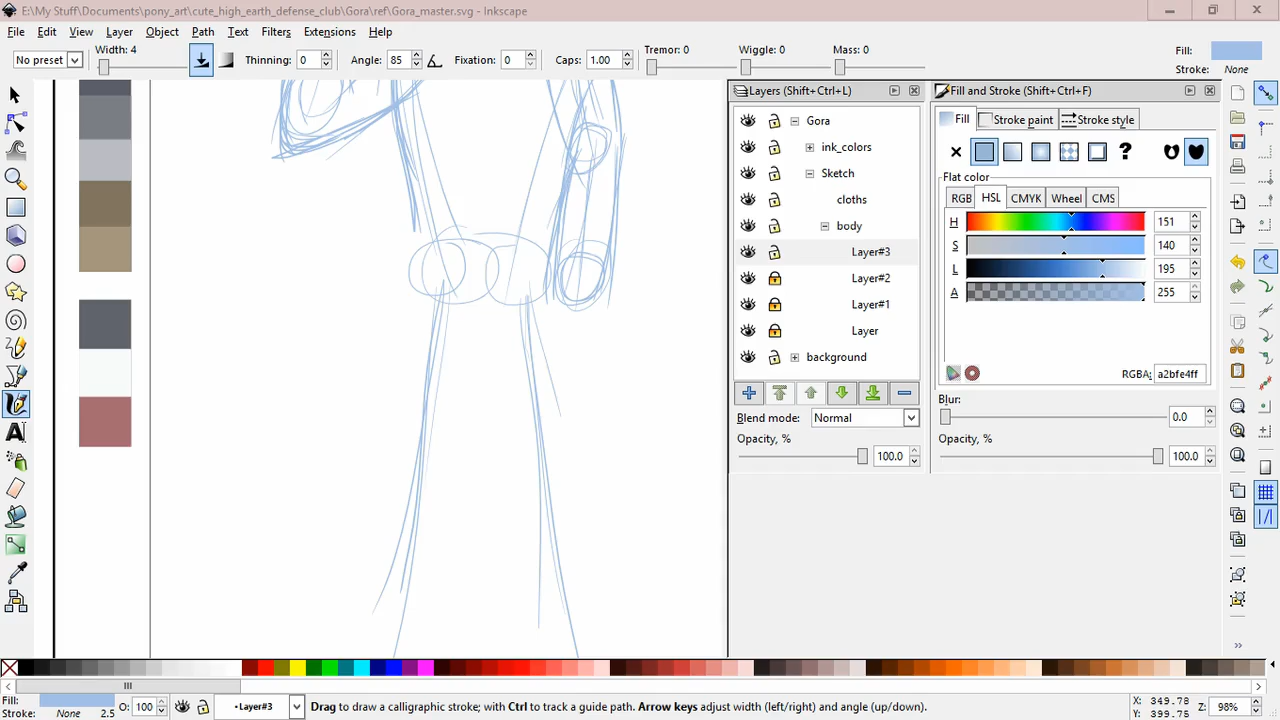 E:\My Stuff\Documents\pony_art\cute_high_earth_defense_club\Gora\ref\Gora_master.svg - Inkscape
File Edit View Layer Object Path Text Filters Extensions Help
No preset Width: 4 Thinning: 0 Angle: 85 Fixation: 0 Caps: 1.00 Tremor: 0 Wiggle: 0 Mass: 0 Fill:
Stroke: None
Layers (Shift+Ctrl+L)
Gora
ink_colors
Sketch
cloths
body
Layer#3
Layer#2
Layer#1
Layer
background
Blend mode: Normal
Opacity, %
100.0
Fill and Stroke (Shift+Ctrl+F)
Fill Stroke paint Stroke style
?
Flat color
RGB HSL CMYK Wheel CMS
H 151
S 140
L 195
A 255
RGBA: a2bfe4ff
Blur:
0.0
Opacity, %
100.0
Fill:
Stroke: None 2.5
O: 100
•Layer#3
Drag to draw a calligraphic stroke; with Ctrl to track a guide path. Arrow keys adjust width (left/right) and angle (up/down).
X: 349.78
Y: 399.75
Z: 98%